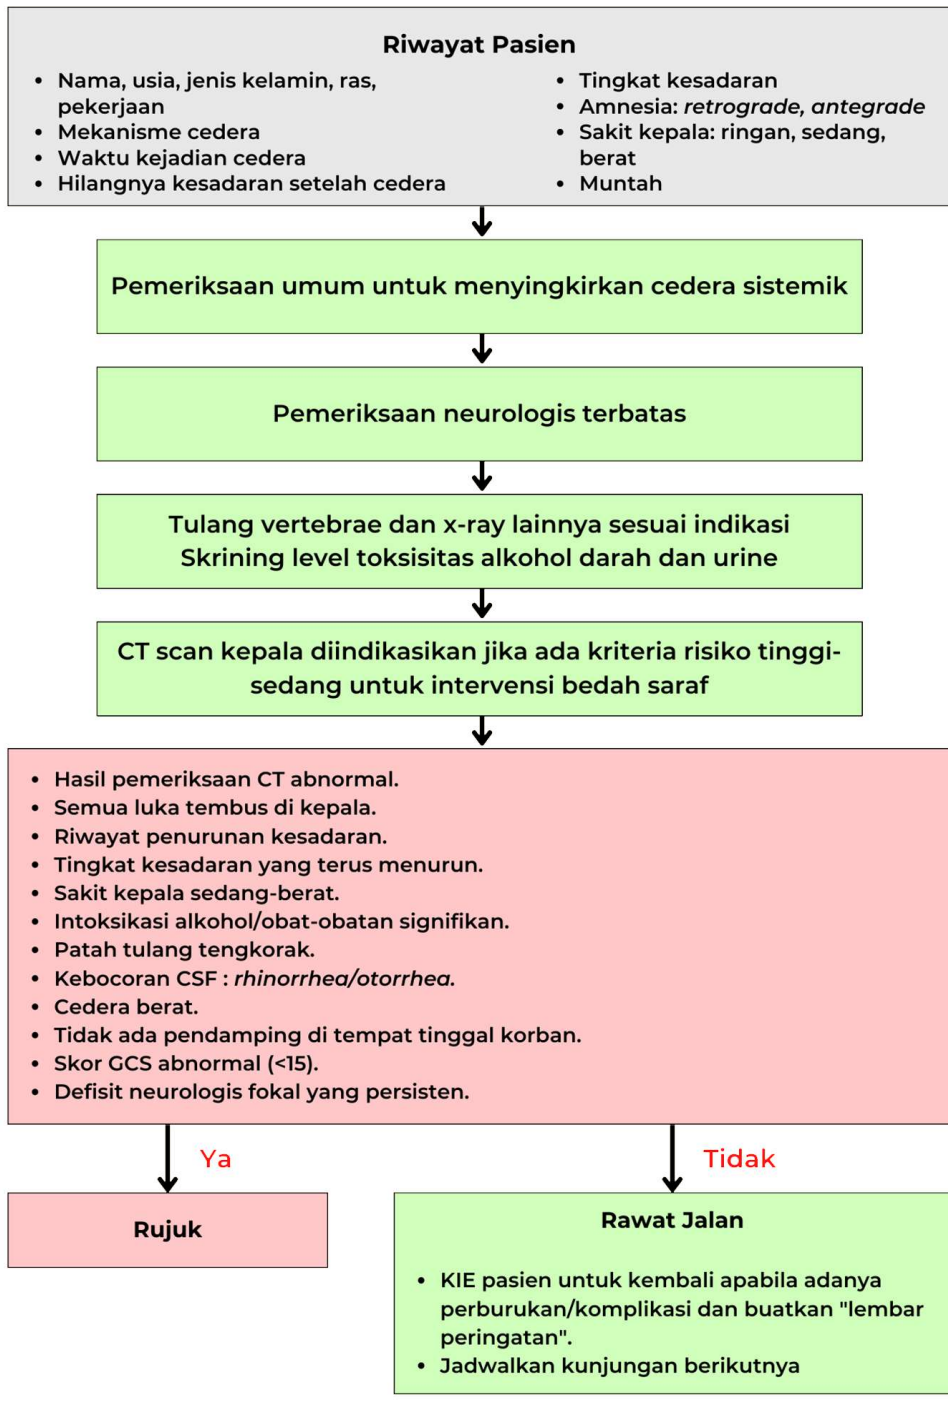 Riwayat Pasien
• Nama, usia, jenis kelamin, ras,
pekerjaan
• Mekanisme cedera
• Waktu kejadian cedera
• Hilangnya kesadaran setelah cedera
• Tingkat kesadaran
• Amnesia: retrograde, antegrade
• Sakit kepala: ringan, sedang,
berat
• Muntah
Pemeriksaan umum untuk menyingkirkan cedera sistemik
Pemeriksaan neurologis terbatas
Tulang vertebrae dan x-ray lainnya sesuai indikasi
Skrining level toksisitas alkohol darah dan urine
CT scan kepala diindikasikan jika ada kriteria risiko tinggi-
sedang untuk intervensi bedah saraf
• Hasil pemeriksaan CT abnormal.
• Semua luka tembus di kepala.
• Riwayat penurunan kesadaran.
• Tingkat kesadaran yang terus menurun.
• Sakit kepala sedang-berat.
• Intoksikasi alkohol/obat-obatan signifikan.
• Patah tulang tengkorak.
• Kebocoran CSF : rhinorrhea/otorrhea.
• Cedera berat.
• Tidak ada pendamping di tempat tinggal korban.
• Skor GCS abnormal (<15).
• Defisit neurologis fokal yang persisten.
Ya
Tidak
Rujuk
Rawat Jalan
• KIE pasien untuk kembali apabila adanya
perburukan/komplikasi dan buatkan "lembar
peringatan".
• Jadwalkan kunjungan berikutnya